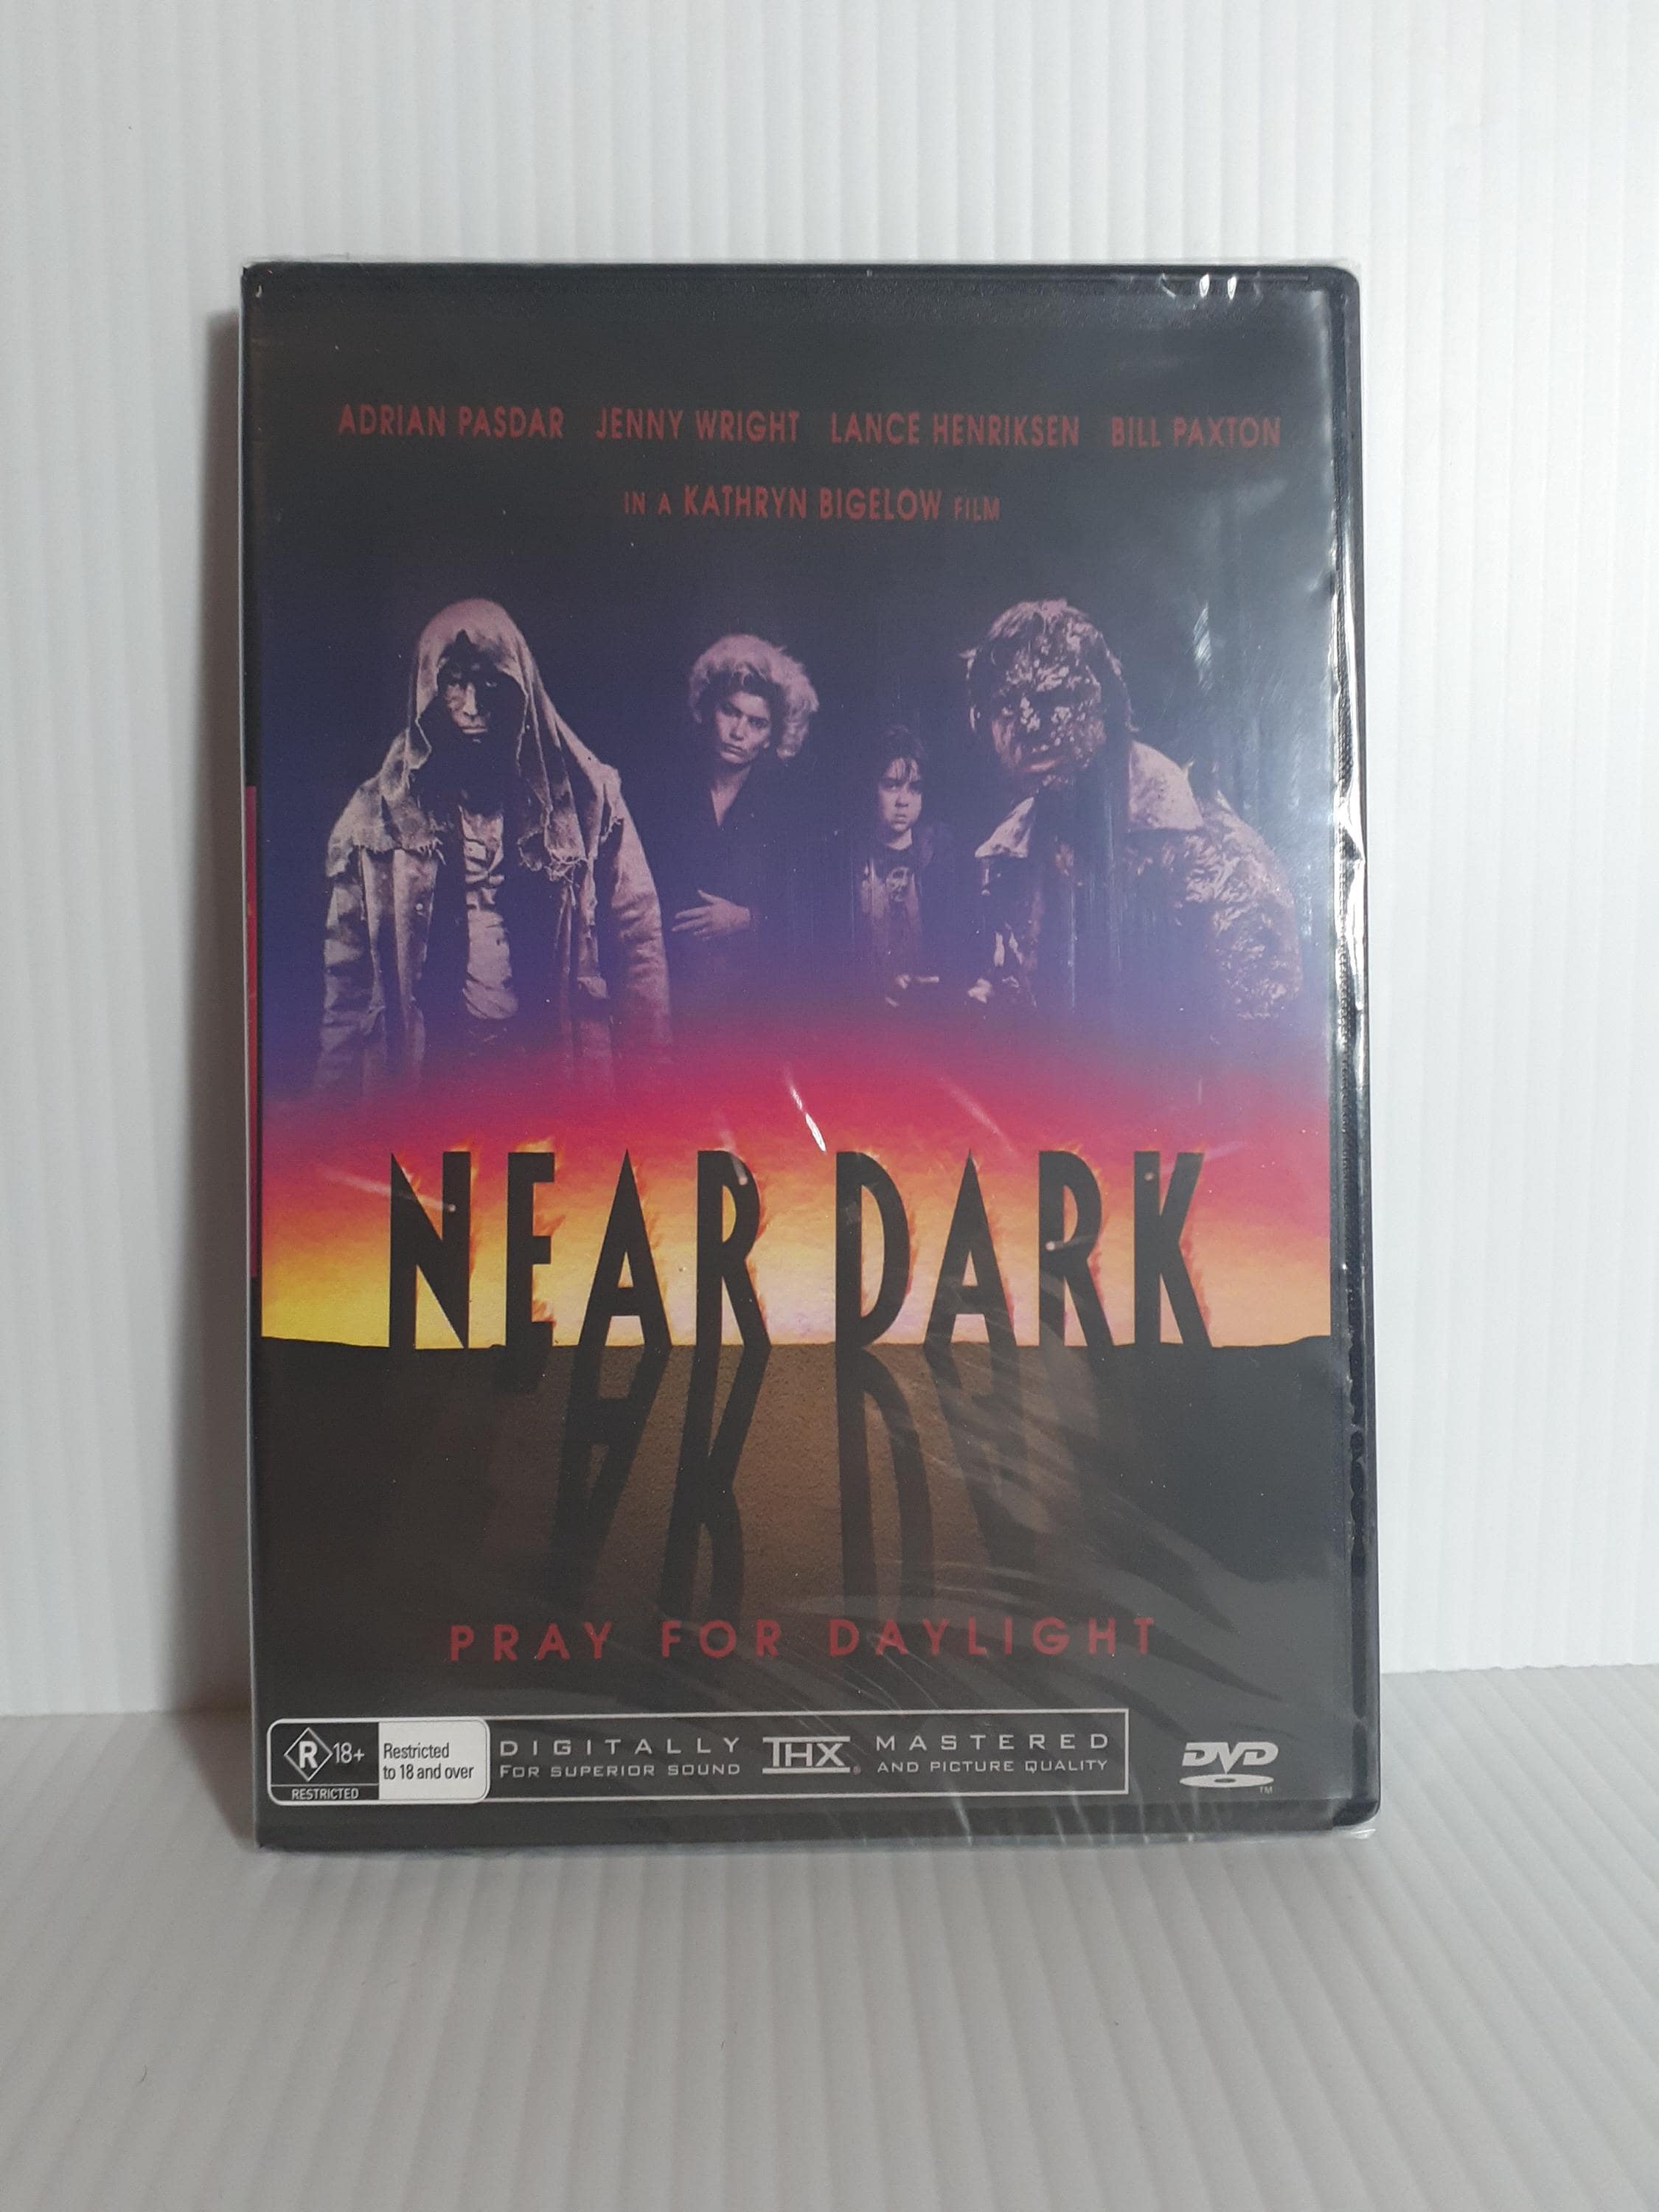 ADRIAN PASDAR JENNY WRIGHT LANCE HENRIKSEN BILL PAXTON
IN A KATHRYN BIGELOW FILM
NEAR DARK
PRAY FOR DAYLIGHT
R 18+
RESTRICTED
Restricted
to 18 and over
DIGITALLY THX MASTERED
FOR SUPERIOR SOUND AND PICTURE QUALITY
DVD
TM